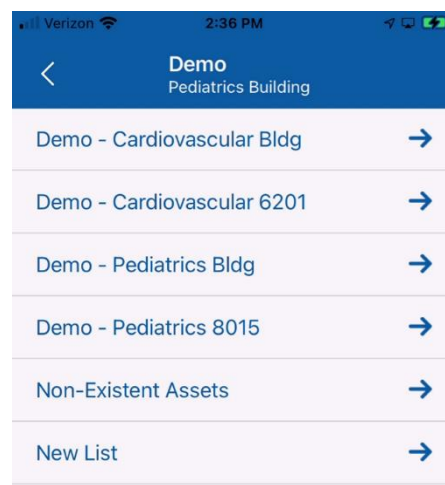 Verizon 2:36 PM
Demo
Pediatrics Building
Demo - Cardiovascular Bldg
Demo - Cardiovascular 6201
Demo - Pediatrics Bldg
Demo - Pediatrics 8015
Non-Existent Assets
New List